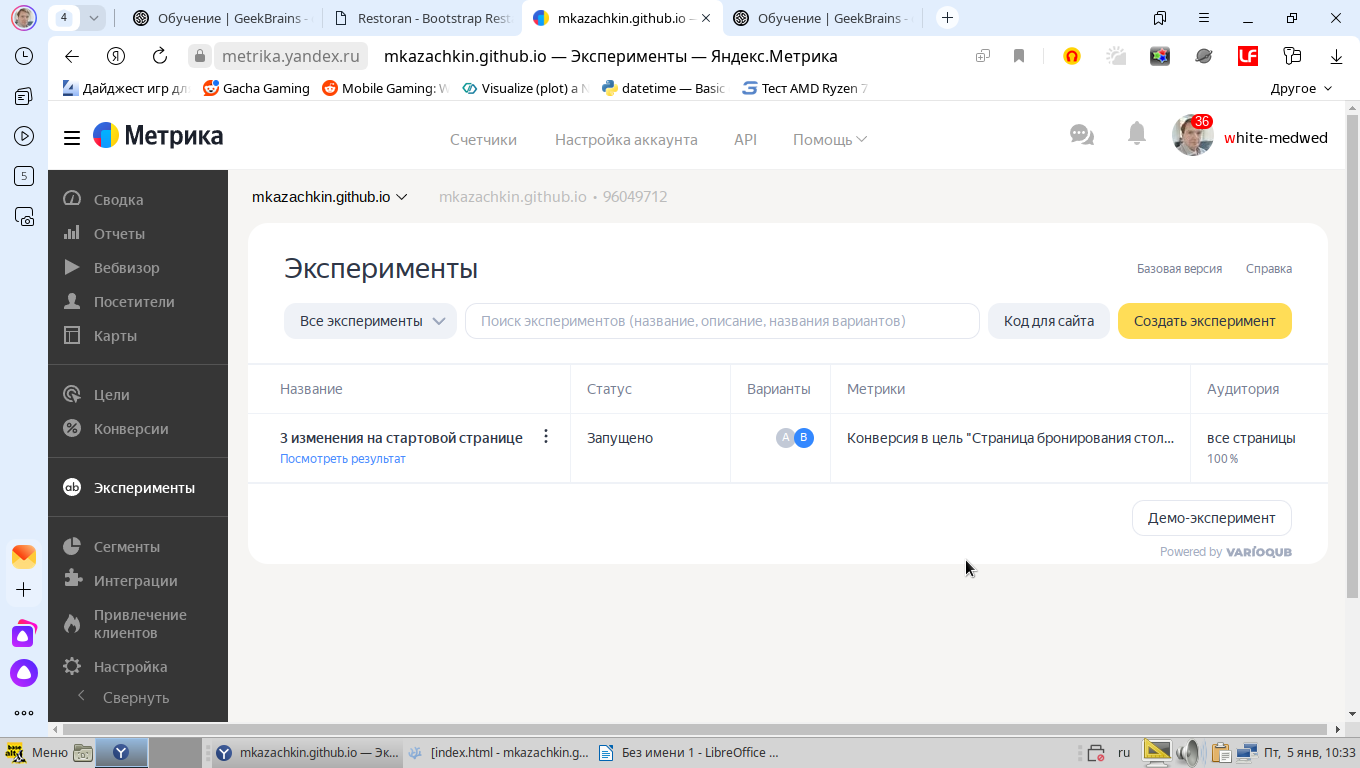 4
Обучение | GeekBrains -
Restoran - Bootstrap Rest
mkazachkin.github.io —
Обучение | GeekBrains -
metrika.yandex.ru
mkazachkin.github.io — Эксперименты — Яндекс.Метрика
Дайджест игр дл
Gacha Gaming
Mobile Gaming: W
Visualize (plot) a N
datetime — Basic
Тест AMD Ryzen 7
Другое
Метрика
Счетчики
Настройка аккаунта
API
Помощь
36
white-medwed
5
Сводка
Отчеты
Вебвизор
Посетители
Карты
Цели
Конверсии
ab
Эксперименты
Сегменты
Интеграции
Привлечение
клиентов
Настройка
Свернуть
mkazachkin.github.io
mkazachkin.github.io • 96049712
Эксперименты
Базовая версия
Справка
Все эксперименты
Поиск экспериментов (название, описание, названия вариантов)
Код для сайта
Создать эксперимент
Название
Статус
Варианты
Метрики
Аудитория
3 изменения на стартовой странице
Посмотреть результат
Запущено
A B
Конверсия в цель "Страница бронирования стол...
все страницы
100 %
Демо-эксперимент
Powered by VARIOQUB
Меню
mkazachkin.github.io — Эк...
[index.html - mkazachkin.g...
Без имени 1 - LibreOffice ...
ru
Пт, 5 янв, 10:33